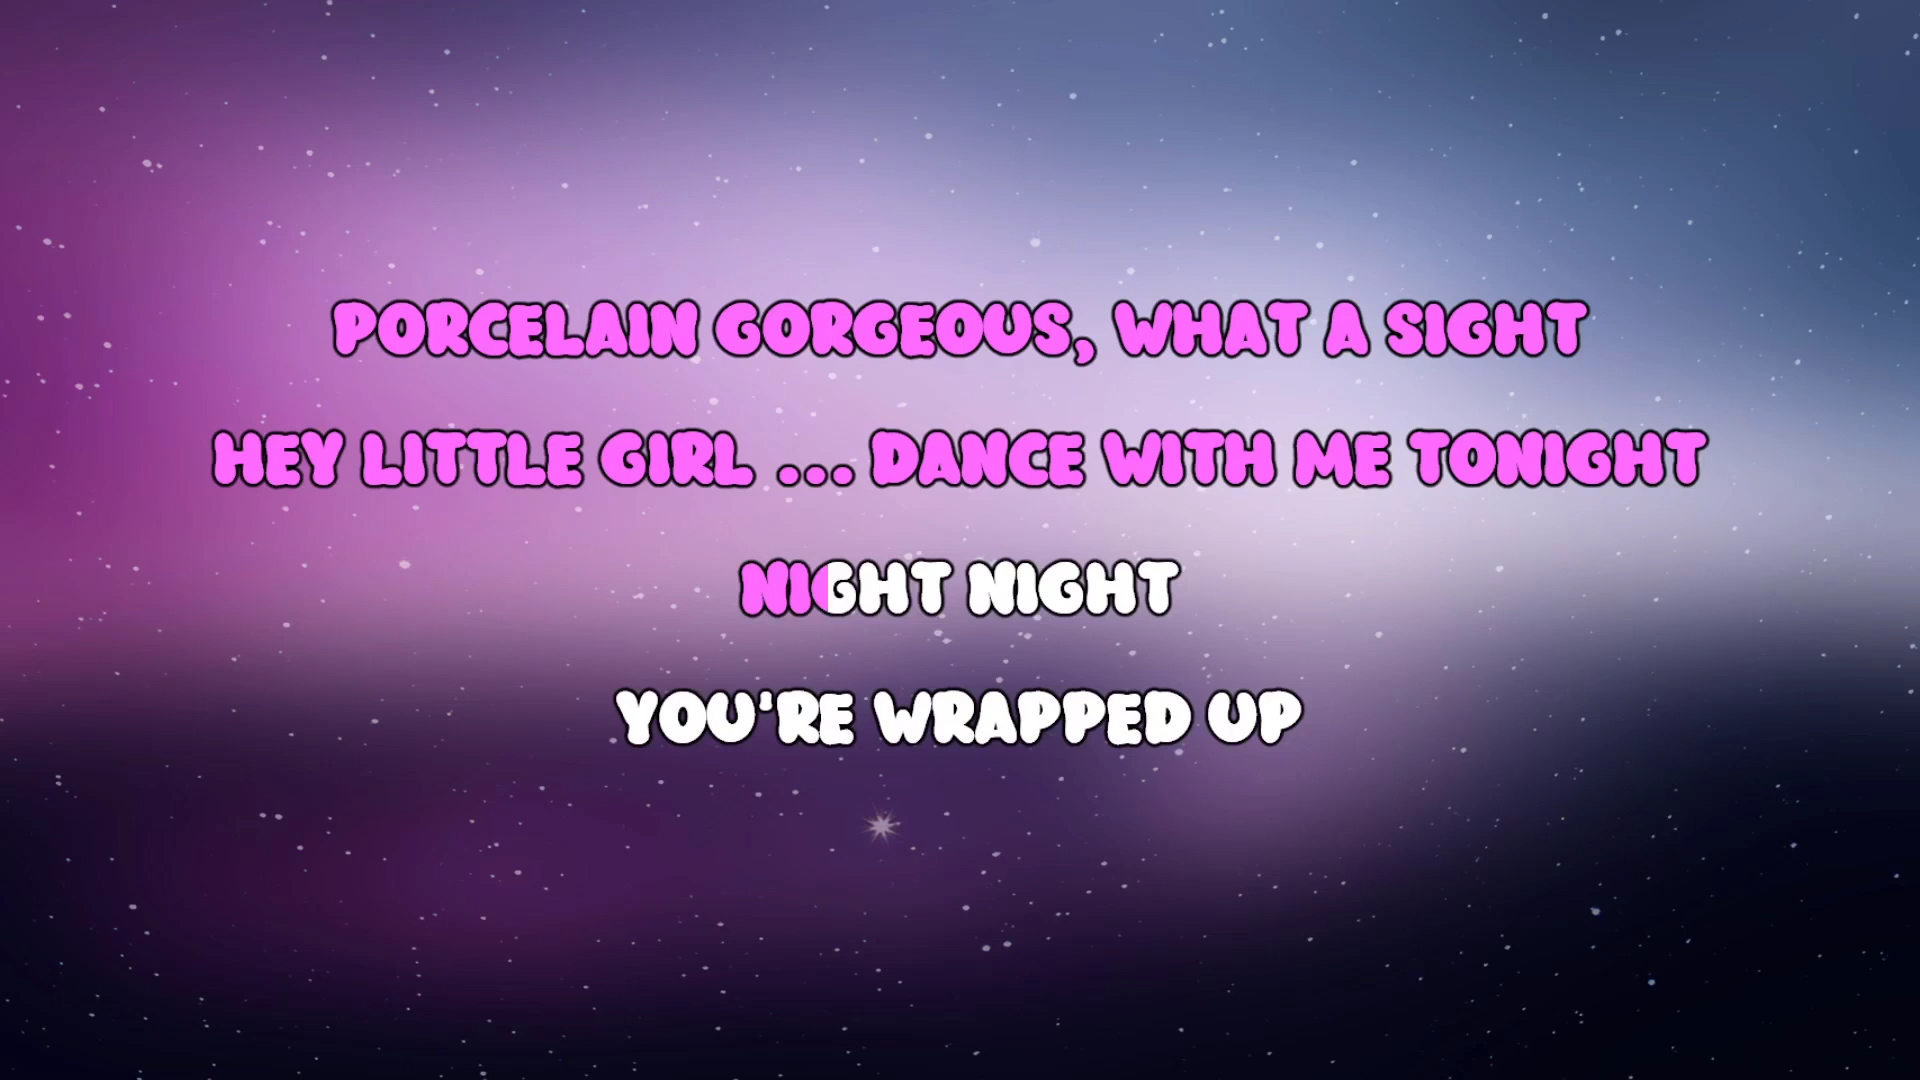 PORCELAIN GORGEOUS, WHAT A SIGHT
HEY LITTLE GIRL ... DANCE WITH ME TONIGHT
NIGHT NIGHT
YOU'RE WRAPPED UP